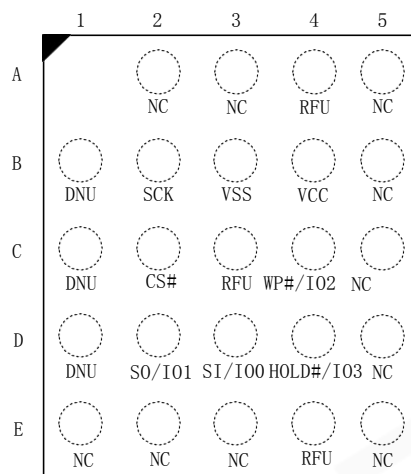 1 2 3 4 5
A
NC NC RFU NC
B
DNU SCK VSS VCC NC
C
DNU CS# RFU WP#/IO2 NC
D
DNU SO/IO1 SI/IO0 HOLD#/IO3 NC
E
NC NC NC RFU NC